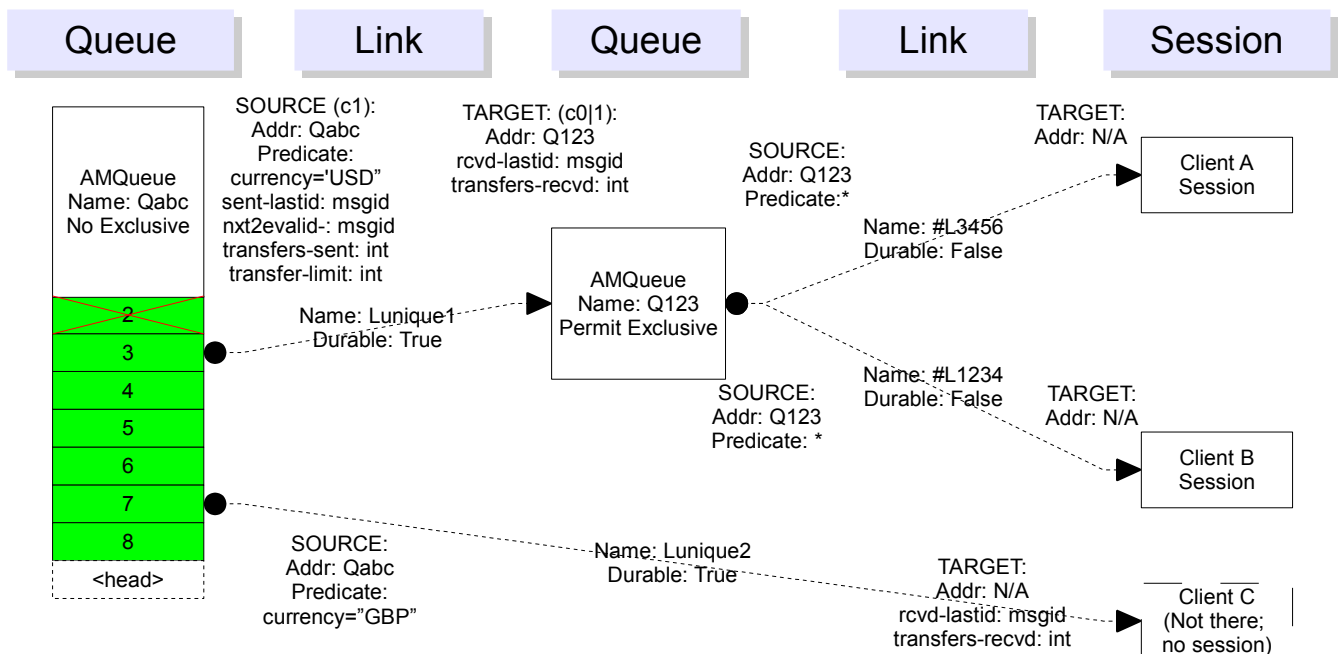 Queue
Link
Queue
Link
Session
AMQueue
Name: Qabc
No Exclusive
2
3
4
5
6
7
8
<head>
SOURCE (c1):
Addr: Qabc
Predicate:
currency='USD”
sent-lastid: msgid
nxt2evalid-: msgid
transfers-sent: int
transfer-limit: int
Name: Lunique1
Durable: True
TARGET: (c0|1):
Addr: Q123
rcvd-lastid: msgid
transfers-recvd: int
AMQueue
Name: Q123
Permit Exclusive
SOURCE:
Addr: Q123
Predicate:*
Name: #L3456
Durable: False
TARGET:
Addr: N/A
Client A
Session
SOURCE:
Addr: Q123
Predicate: *
Name: #L1234
Durable: False
TARGET:
Addr: N/A
Client B
Session
SOURCE:
Addr: Qabc
Predicate:
currency=”GBP”
Name: Lunique2
Durable: True
TARGET:
Addr: N/A
rcvd-lastid: msgid
transfers-recvd: int
Client C
(Not there;
no session)